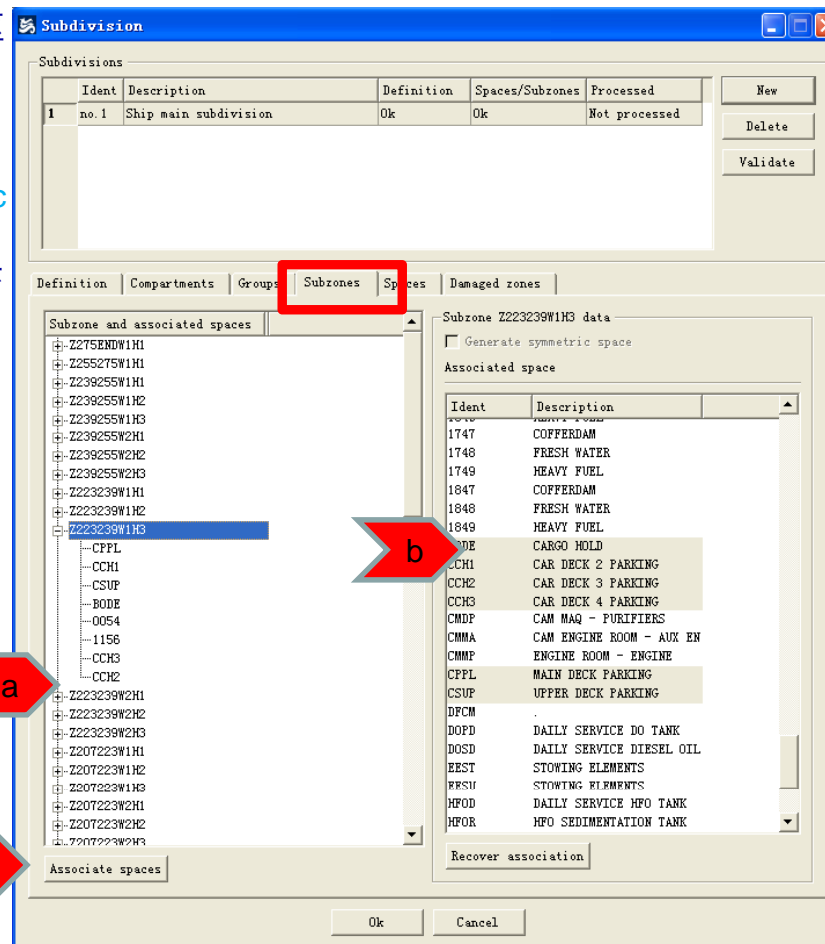 Subdivision
Subdivisions
Ident Description Definition Spaces/Subzones Processed
1 no.1 Ship main subdivision Ok Ok Not processed
New
Delete
Validate
Definition Compartments Groups Subzones Spaces Damaged zones
Subzone and associated spaces
Z275ENDW1H1
Z255275W1H1
Z239255W1H1
Z239255W1H2
Z239255W1H3
Z239255W2H1
Z239255W2H2
Z239255W2H3
Z223239W1H1
Z223239W1H2
Z223239W1H3
CPPL
CCH1
CSUP
BODE
0054
1156
CCH3
CCH2
a
Z223239W2H1
Z223239W2H2
Z223239W2H3
Z207223W1H1
Z207223W1H2
Z207223W1H3
Z207223W2H1
Z207223W2H2
Z207223W2H3
Associate spaces
Subzone Z223239W1H3 data
Generate symmetric space
Associated space
Ident Description
HEAVY FUEL
1747 COFFERDAM
1748 FRESH WATER
1749 HEAVY FUEL
1847 COFFERDAM
1848 FRESH WATER
1849 HEAVY FUEL
b
BODE CARGO HOLD
CCH1 CAR DECK 2 PARKING
CCH2 CAR DECK 3 PARKING
CCH3 CAR DECK 4 PARKING
CMDP CAM MAQ - PURIFIERS
CMMA CAM ENGINE ROOM - AUX EN
CMMP ENGINE ROOM - ENGINE
CPPL MAIN DECK PARKING
CSUP UPPER DECK PARKING
DFCM .
DOPD DAILY SERVICE DO TANK
DOSD DAILY SERVICE DIESEL OIL
EEST STOWING ELEMENTS
EESU STOWING ELEMENTS
HFOD DAILY SERVICE HFO TANK
HFOR HFO SEDIMENTATION TANK
Recover association
Ok Cancel